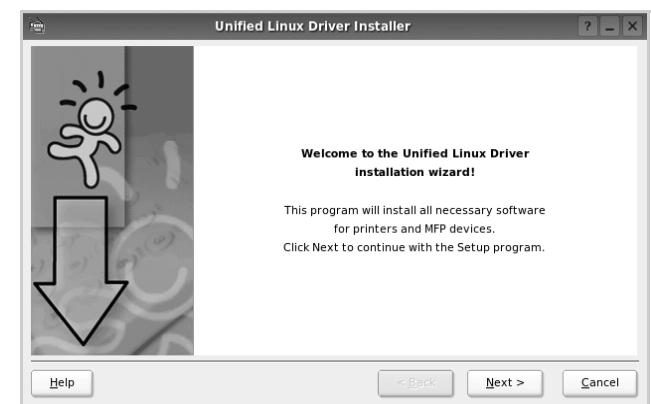 Unified Linux Driver Installer
Welcome to the Unified Linux Driver
installation wizard!
This program will install all necessary software
for printers and MFP devices.
Click Next to continue with the Setup program.
Help
< Back
Next >
Cancel